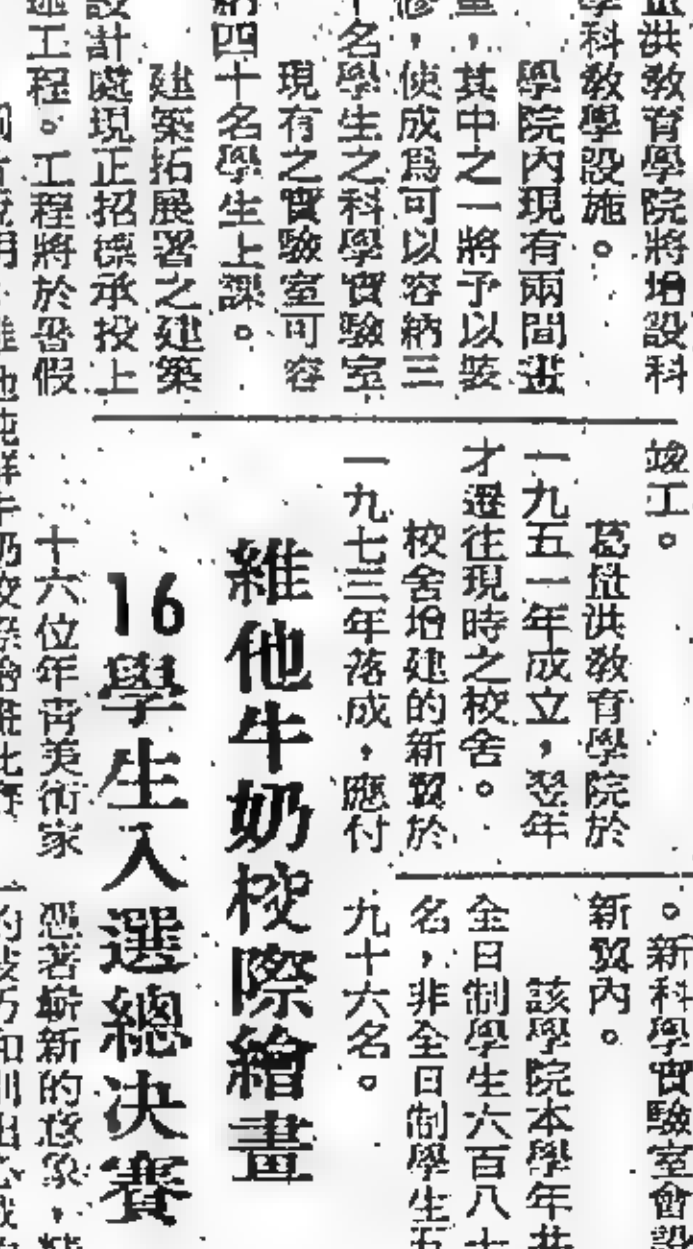 洪教育學院將增設科
學科教學設施。
學院內現有兩間畫
室,其中之一將予以裝
修,使成爲可以容納三
十名學生之科學實驗室
現有之實驗室可容
納四十名學生上課。
建築拓展署之建築
設計處現正招標承投上
述工程。工程將於暑假
竣工。
葛量洪教育學院於
一九五一年成立,翌年
才遷往現時之校舍。
校舍增建的新翼於
一九七三年落成,應付
。新科學實驗室會設
新翼內。
該學院本學年共
全日制學生六百八十
名,非全日制學生五
九十六名。
維他牛奶校際繪畫
16學生入選總決賽
十六位年青美術家
憑著嶄新的意象,